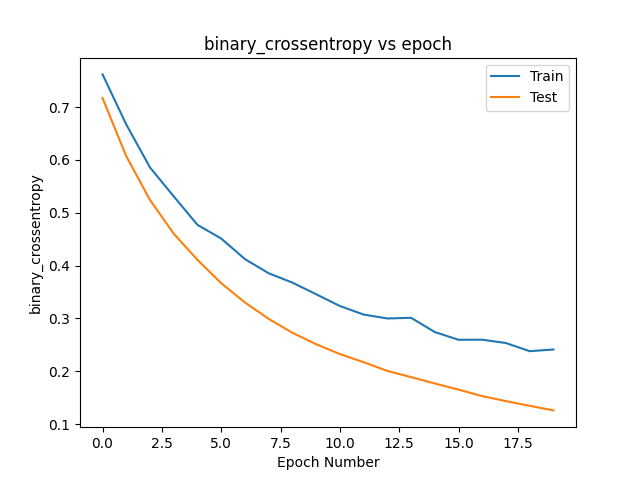 binary_crossentropy vs epoch
Train
Test
binary_crossentropy
0.7
0.6
0.5
0.4
0.3
0.2
0.1
0.0 2.5 5.0 7.5 10.0 12.5 15.0 17.5
Epoch Number